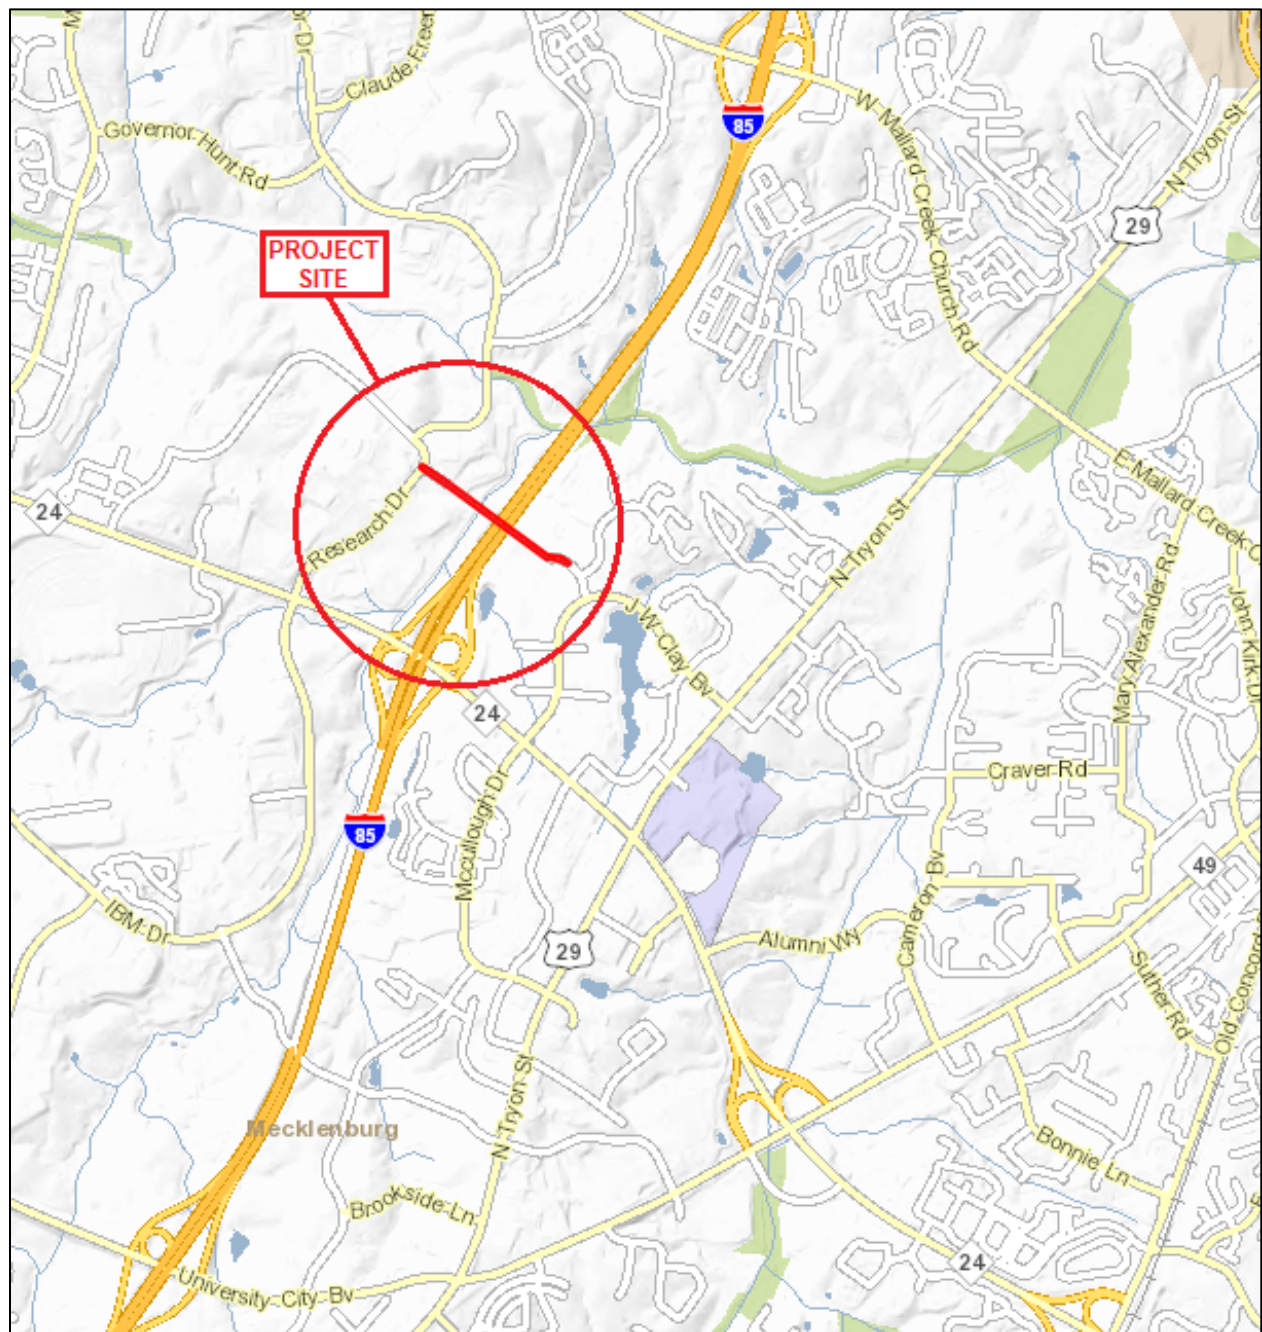 Claude Freer
or Dr
M
Governor Hunt Rd
85
W Mallard Creek Church Rd
N Tryon St
29
PROJECT
SITE
24
Research Dr
E Mallard Creek C
N Tryon St
Mary Alexander Rd
John Kirk Dr
J W Clay Bv
24
Craver Rd
Mccullough Dr
85
49
IBM Dr
29
Alumni Wy
Cameron Bv
Suther Rd
Old Concord
N Tryon St
Mecklenburg
Bonnie Ln
Brookside Ln
24
University City Bv